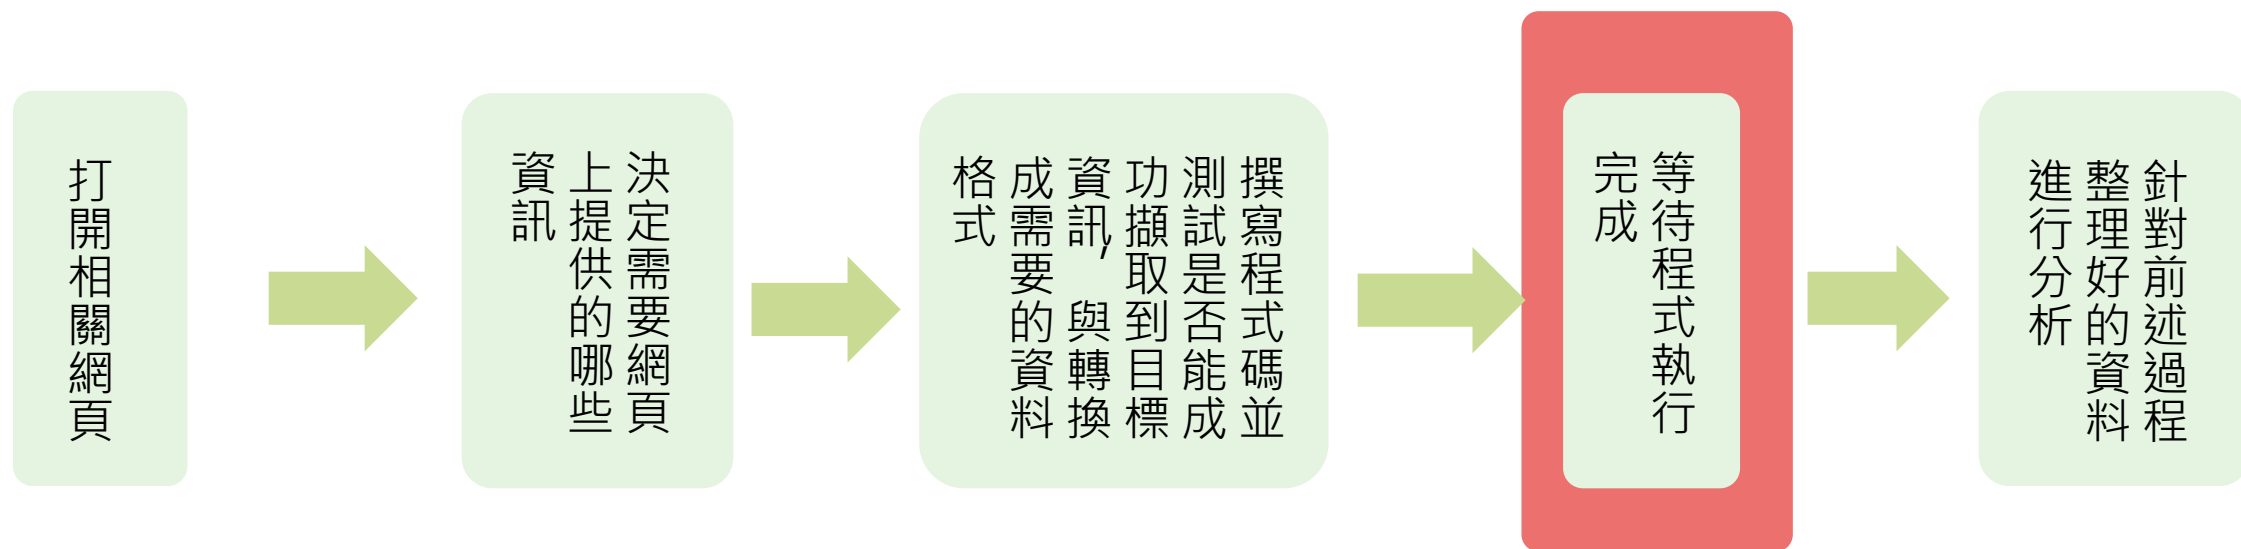 打開相關網頁
決定需要網頁
上提供的哪些
資訊
撰寫程式碼並
測試是否能成
功擷取到目標
資訊，與轉換
成需要的資料
格式
等待程式執行
完成
針對前述過程
整理好的資料
進行分析